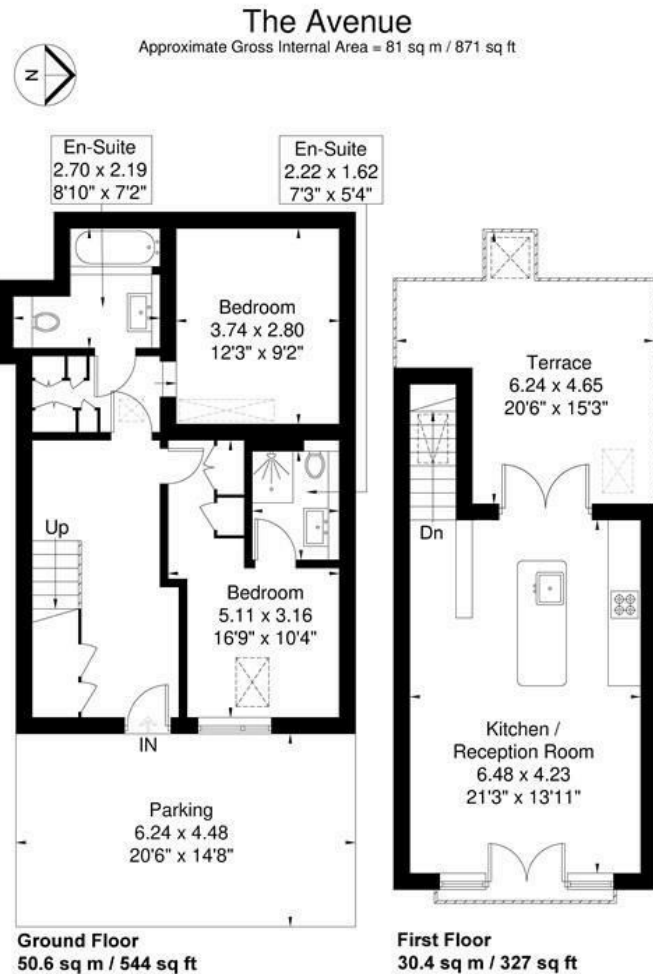 The Avenue
Approximate Gross Internal Area = 81 sq m / 871 sq ft
N
En-Suite
2.70 x 2.19
8'10" x 7'2"
En-Suite
2.22 x 1.62
7'3" x 5'4"
Bedroom
3.74 x 2.80
12'3" x 9'2"
Up
Bedroom
5.11 x 3.16
16'9" x 10'4"
IN
Parking
6.24 x 4.48
20'6" x 14'8"
Ground Floor
50.6 sq m / 544 sq ft
Terrace
6.24 x 4.65
20'6" x 15'3"
Dn
Kitchen /
Reception Room
6.48 x 4.23
21'3" x 13'11"
First Floor
30.4 sq m / 327 sq ft